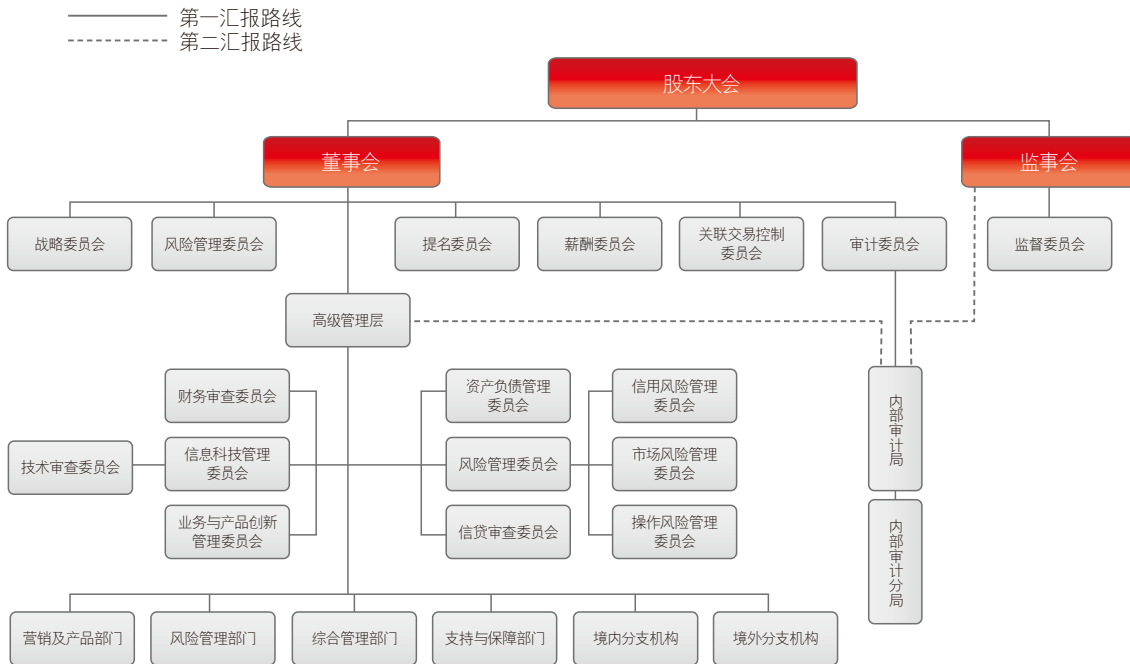 第一汇报路线
第二汇报路线
股东大会
董事会
监事会
战略委员会
风险管理委员会
提名委员会
薪酬委员会
关联交易控制
委员会
审计委员会
监督委员会
高级管理层
财务审查委员会
资产负债管理
委员会
信用风险管理
委员会
内部审计局
技术审查委员会
信息科技管理
委员会
风险管理委员会
市场风险管理
委员会
业务与产品创新
管理委员会
信贷审查委员会
操作风险管理
委员会
内部审计分局
营销及产品部门
风险管理部门
综合管理部门
支持与保障部门
境内分支机构
境外分支机构